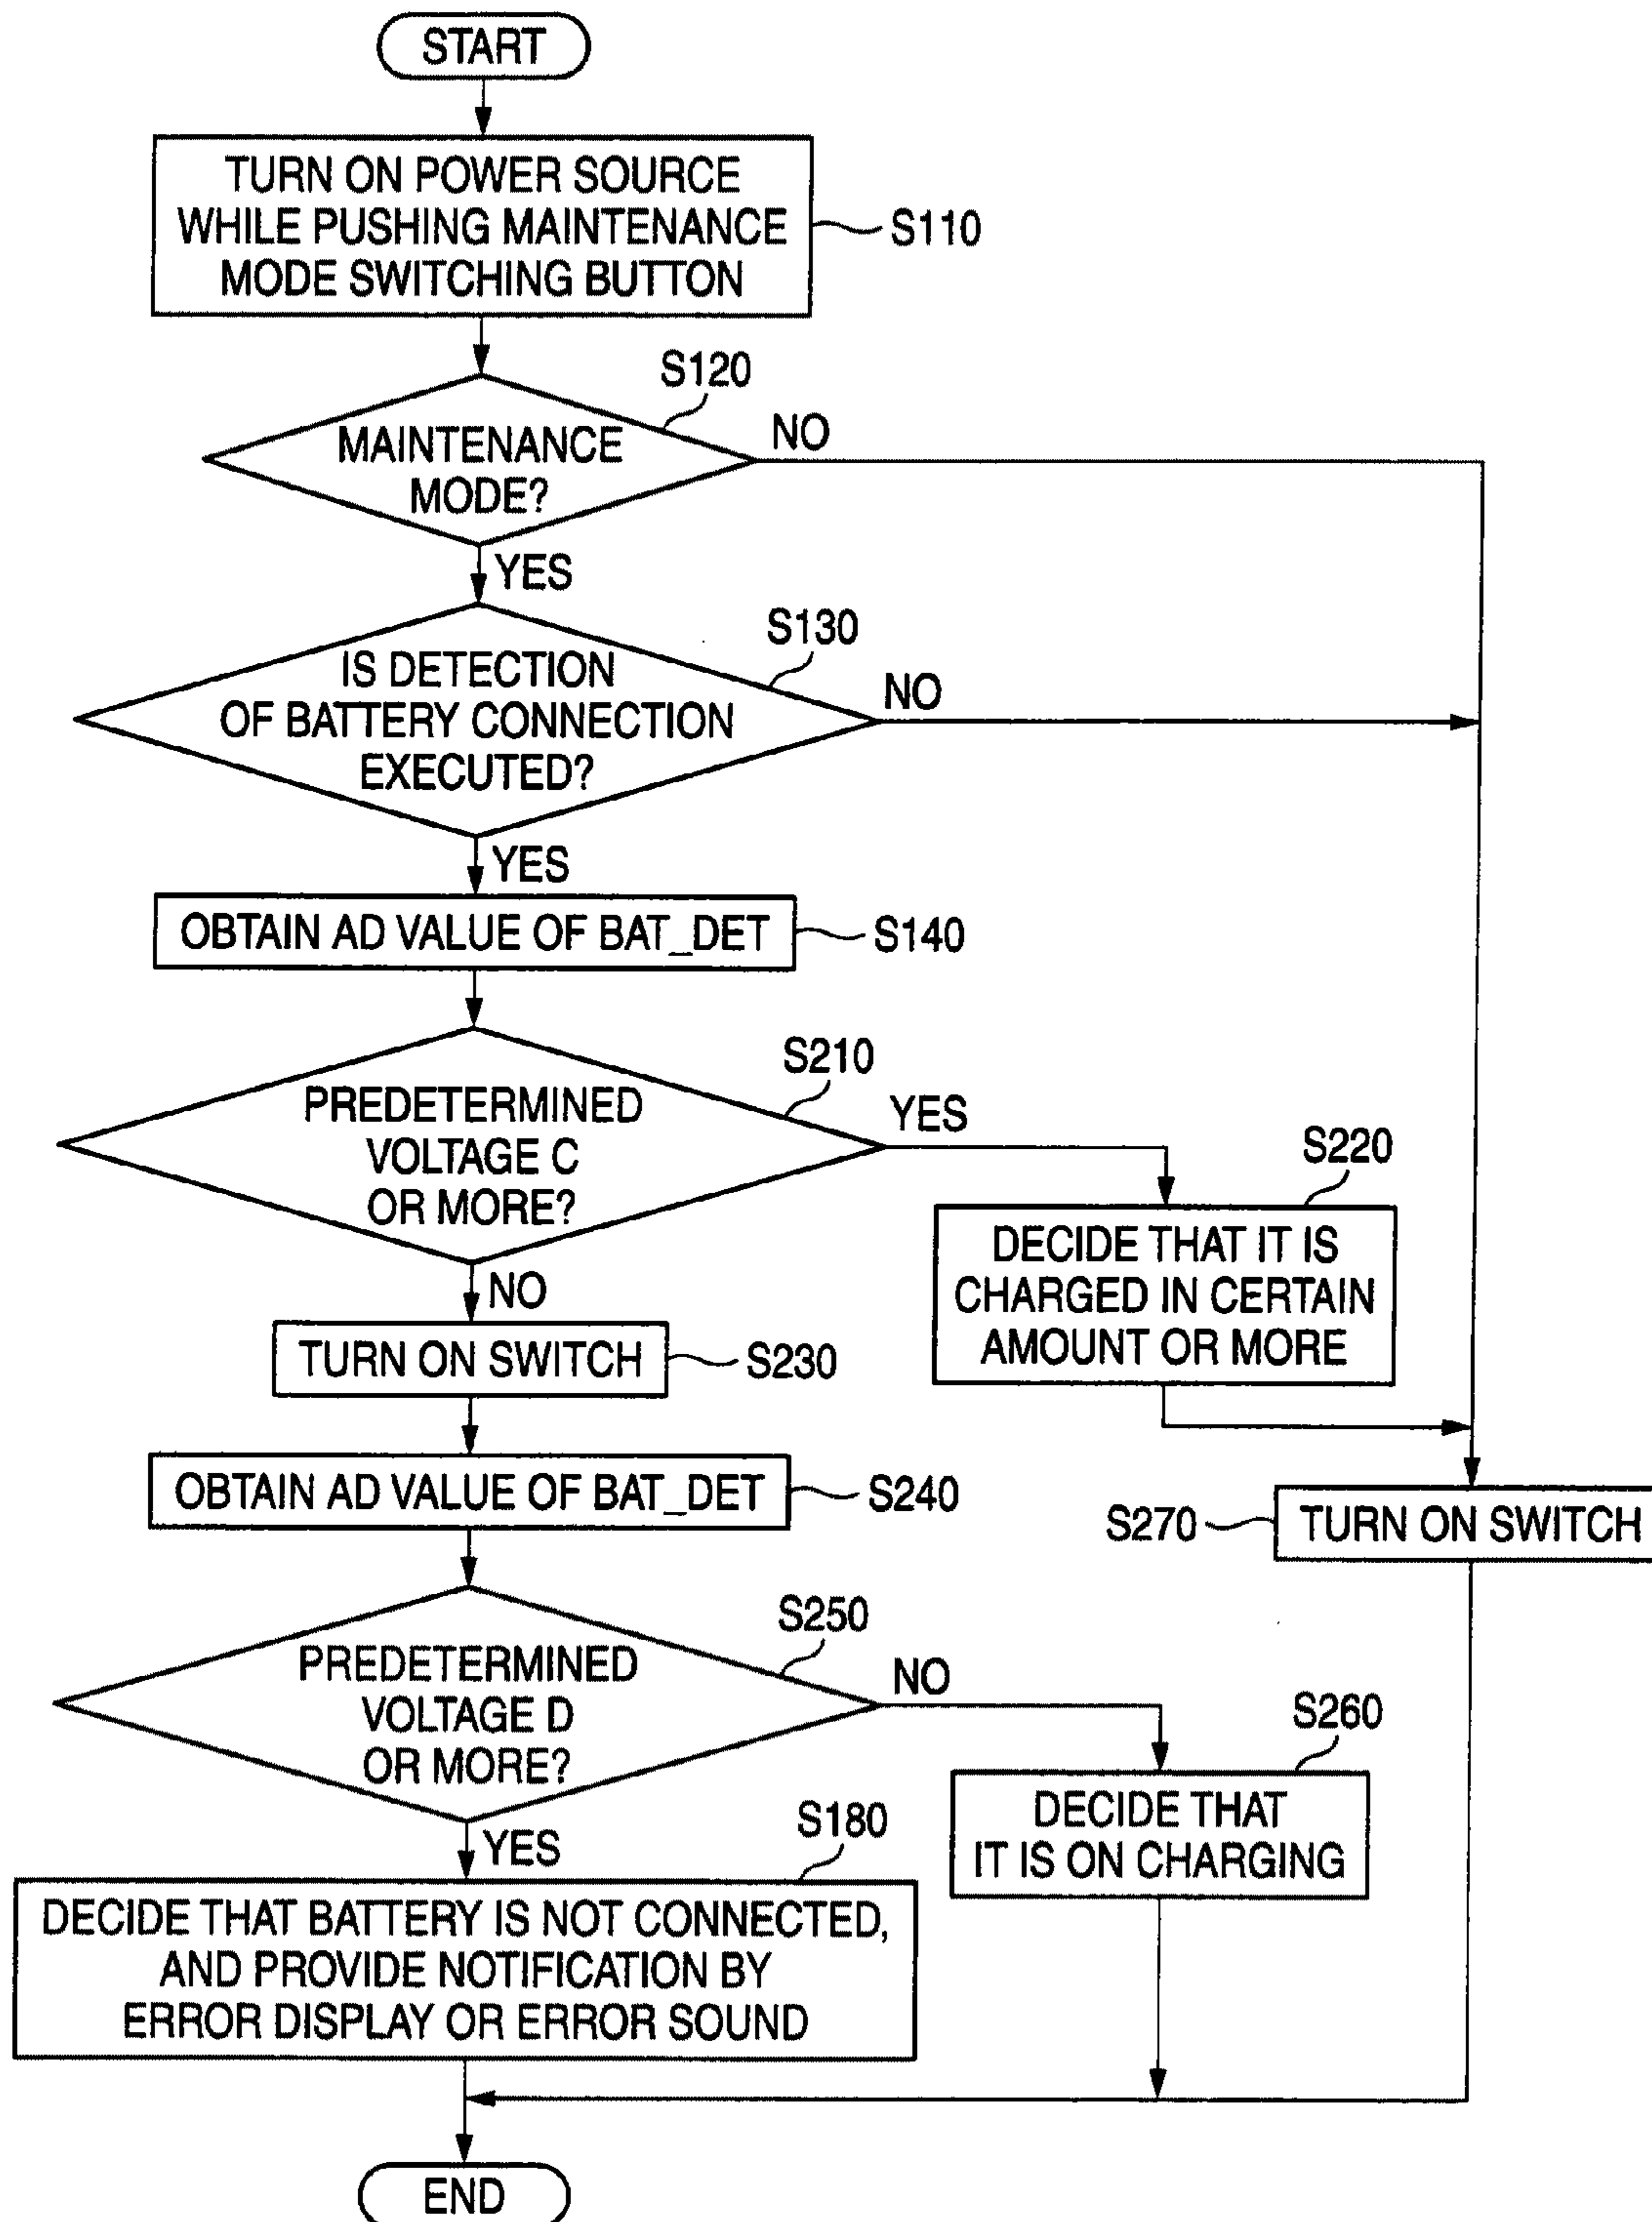 START
TURN ON POWER SOURCE
WHILE PUSHING MAINTENANCE
MODE SWITCHING BUTTON
S110
S120
MAINTENANCE
MODE?
NO
YES
S130
IS DETECTION
OF BATTERY CONNECTION
EXECUTED?
NO
YES
OBTAIN AD VALUE OF BAT_DET
S140
S210
PREDETERMINED
VOLTAGE C
OR MORE?
YES
S220
DECIDE THAT IT IS
CHARGED IN CERTAIN
AMOUNT OR MORE
NO
TURN ON SWITCH
S230
OBTAIN AD VALUE OF BAT_DET
S240
S270
TURN ON SWITCH
S250
PREDETERMINED
VOLTAGE D
OR MORE?
NO
S260
DECIDE THAT
IT IS ON CHARGING
YES
S180
DECIDE THAT BATTERY IS NOT CONNECTED,
AND PROVIDE NOTIFICATION BY
ERROR DISPLAY OR ERROR SOUND
END